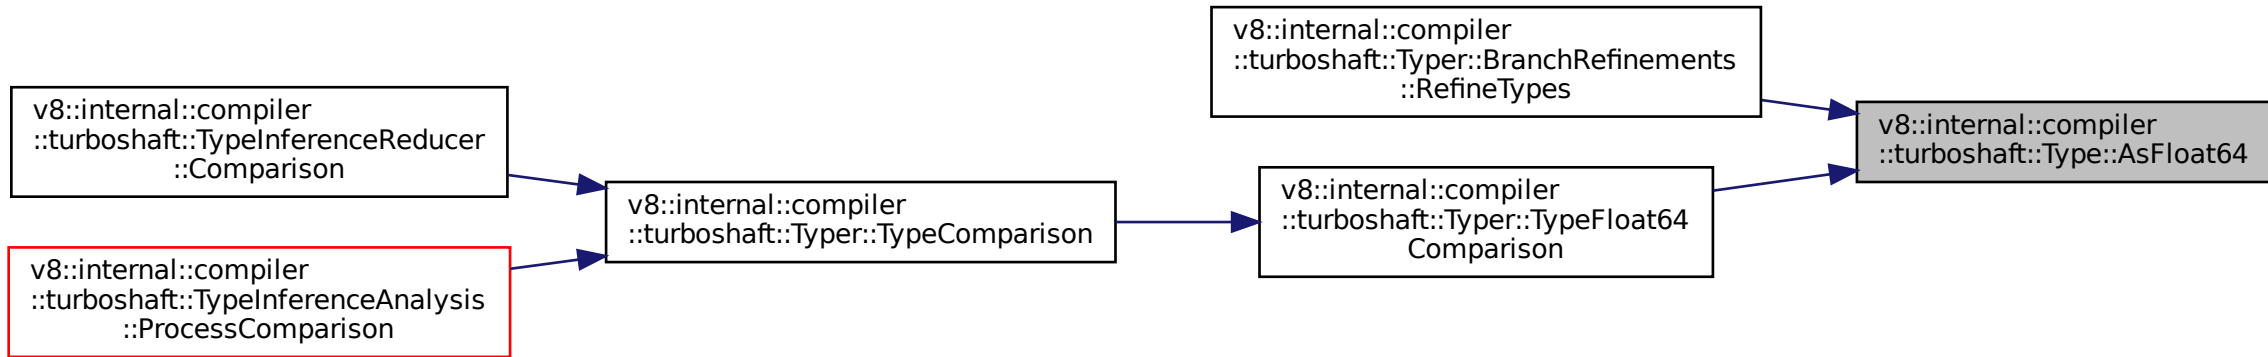 v8::internal::compiler
::turboshaft::Typer::BranchRefinements
::RefineTypes
v8::internal::compiler
::turboshaft::TypeInferenceReducer
::Comparison
v8::internal::compiler
::turboshaft::Type::AsFloat64
v8::internal::compiler
::turboshaft::Typer::TypeFloat64
Comparison
v8::internal::compiler
::turboshaft::Typer::TypeComparison
v8::internal::compiler
::turboshaft::TypeInferenceAnalysis
::ProcessComparison